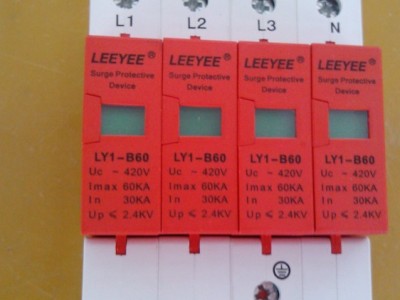 L1 L2 L3 N
LEEYEE® LEEYEE® LEEYEE® LEEYEE®
Surge Protective Surge Protective Surge Protective Surge Protective
Device Device Device Device
LY1-B60 LY1-B60 LY1-B60 LY1-B60
Uc ~ 420V Uc ~ 420V Uc ~ 420V Uc ~ 420V
Imax 60KA Imax 60KA Imax 60KA Imax 60KA
In 30KA In 30KA In 30KA In 30KA
Up ≤ 2.4KV Up ≤ 2.4KV Up ≤ 2.4KV Up ≤ 2.4KV